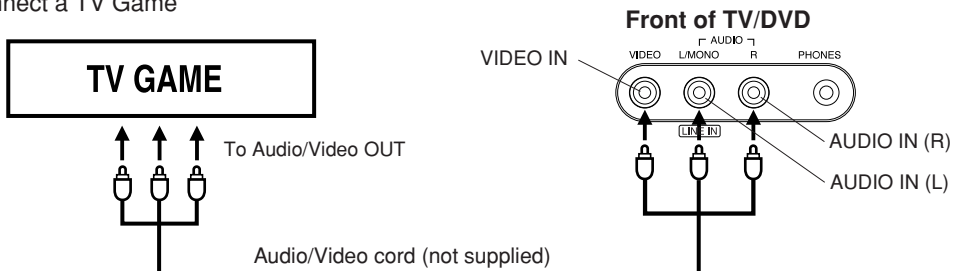 a TV Game
Front of TV/DVD
AUDIO
VIDEO L/MONO R PHONES
VIDEO IN
TV GAME
LINE IN
To Audio/Video OUT
AUDIO IN (R)
AUDIO IN (L)
Audio/Video cord (not supplied)